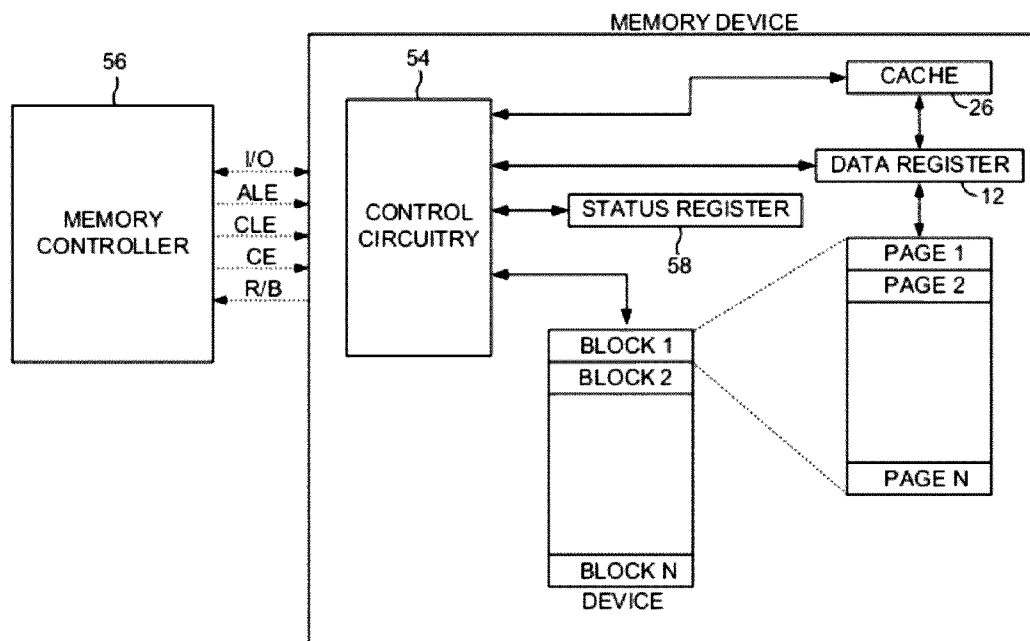 MEMORY DEVICE
56
54
CACHE
26
I/O
ALE
CLE
CE
R/B
MEMORY
CONTROLLER
CONTROL
CIRCUITRY
DATA REGISTER
12
STATUS REGISTER
58
PAGE 1
PAGE 2
PAGE N
BLOCK 1
BLOCK 2
BLOCK N
DEVICE